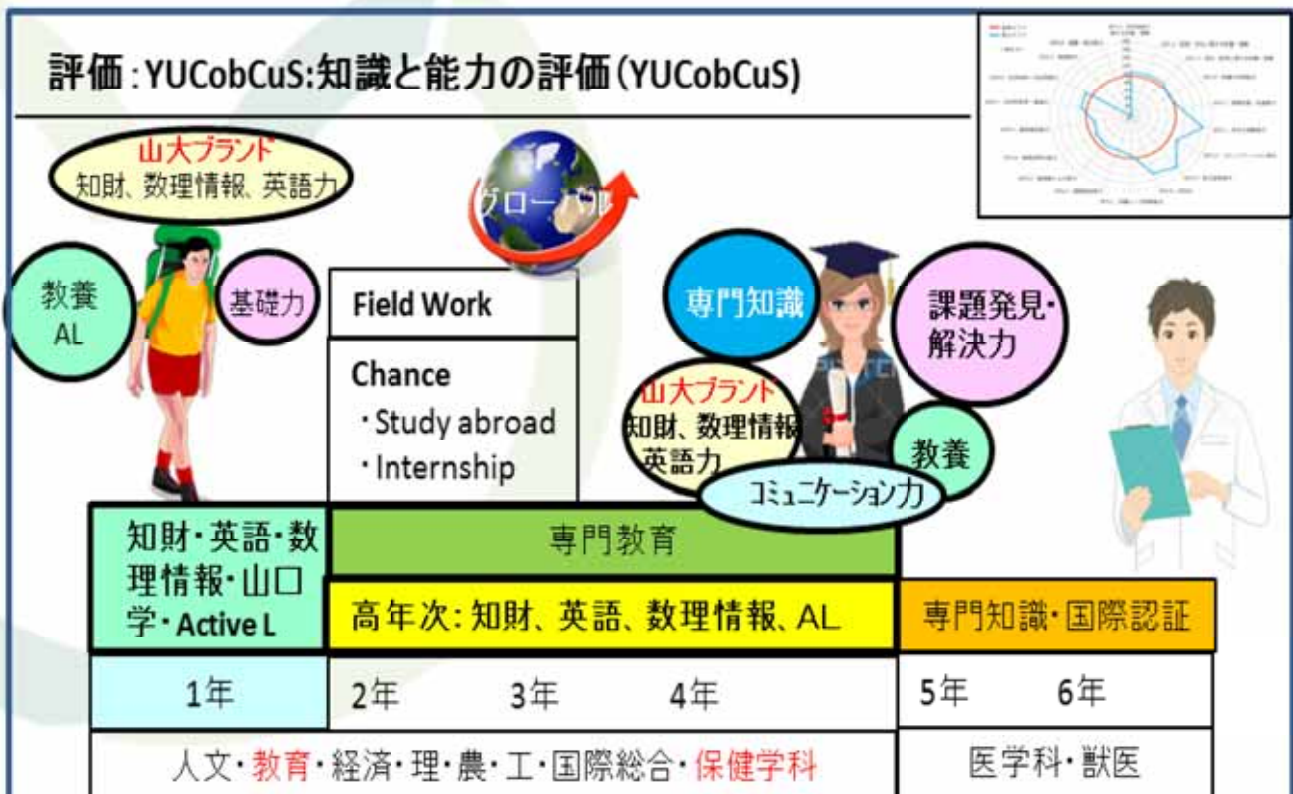 評価:YUCobCuS:知識と能力の評価(YUCobCuS)
山大ブランド
知財、数理情報、英語力
グローバル
教養
AL
基礎力
Field Work
Chance
・Study abroad
・Internship
専門知識
課題発見・
解決力
山大ブランド
知財、数理情報
英語力
教養
コミュニケーション力
知財・英語・数
理情報・山口
学・Active L
専門教育
高年次:知財、英語、数理情報、AL
専門知識・国際認証
1年
2年 3年 4年
5年 6年
人文・教育・経済・理・農・工・国際総合・保健学科
医学科・獣医